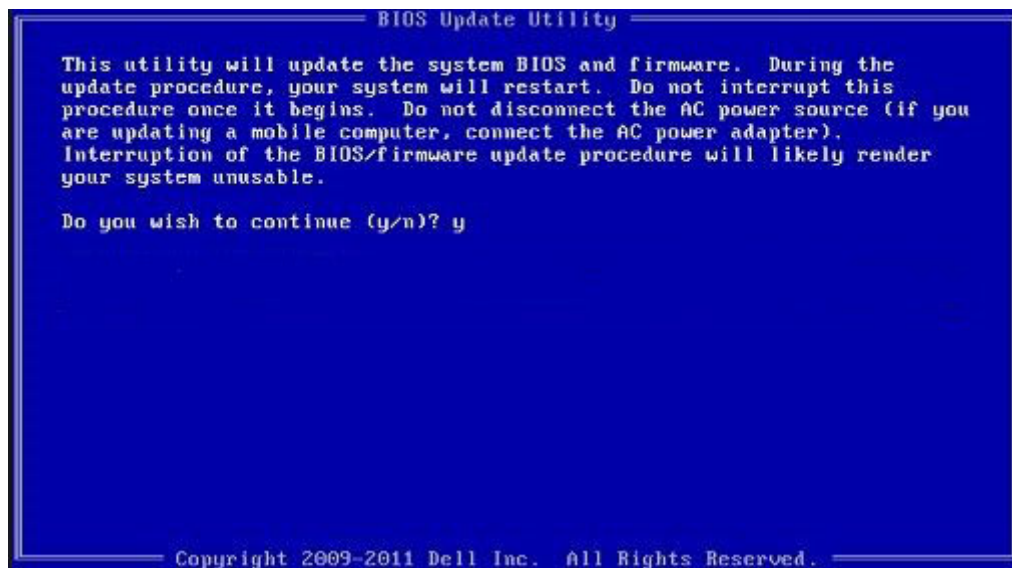 BIOS Update Utility
This utility will update the system BIOS and firmware.  During the
update procedure, your system will restart.  Do not interrupt this
procedure once it begins.  Do not disconnect the AC power source (if you
are updating a mobile computer, connect the AC power adapter).
Interruption of the BIOS/firmware update procedure will likely render
your system unusable.
Do you wish to continue (y/n)? y
Copyright 2009-2011 Dell Inc.  All Rights Reserved.